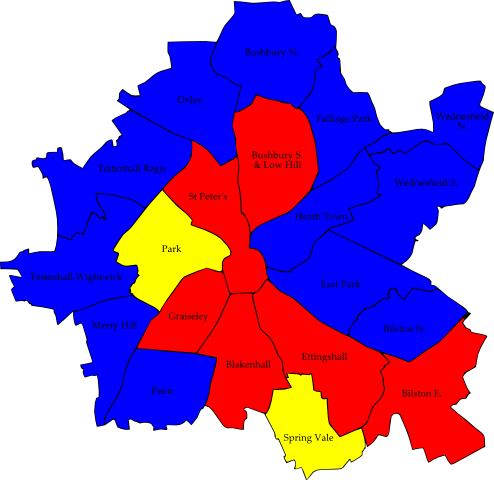 Bushbury N.
Oxley
Fallings Park
Wednesfield
N.
Bushbury S.
& Low Hill
Tettenhall Regis
Wednesfield S.
St Peter's
Heath Town
Park
Tettenhall Wightwick
East Park
Graiseley
Merry Hill
Bilston N.
Ettingshall
Blakenhall
Penn
Bilston E.
Spring Vale